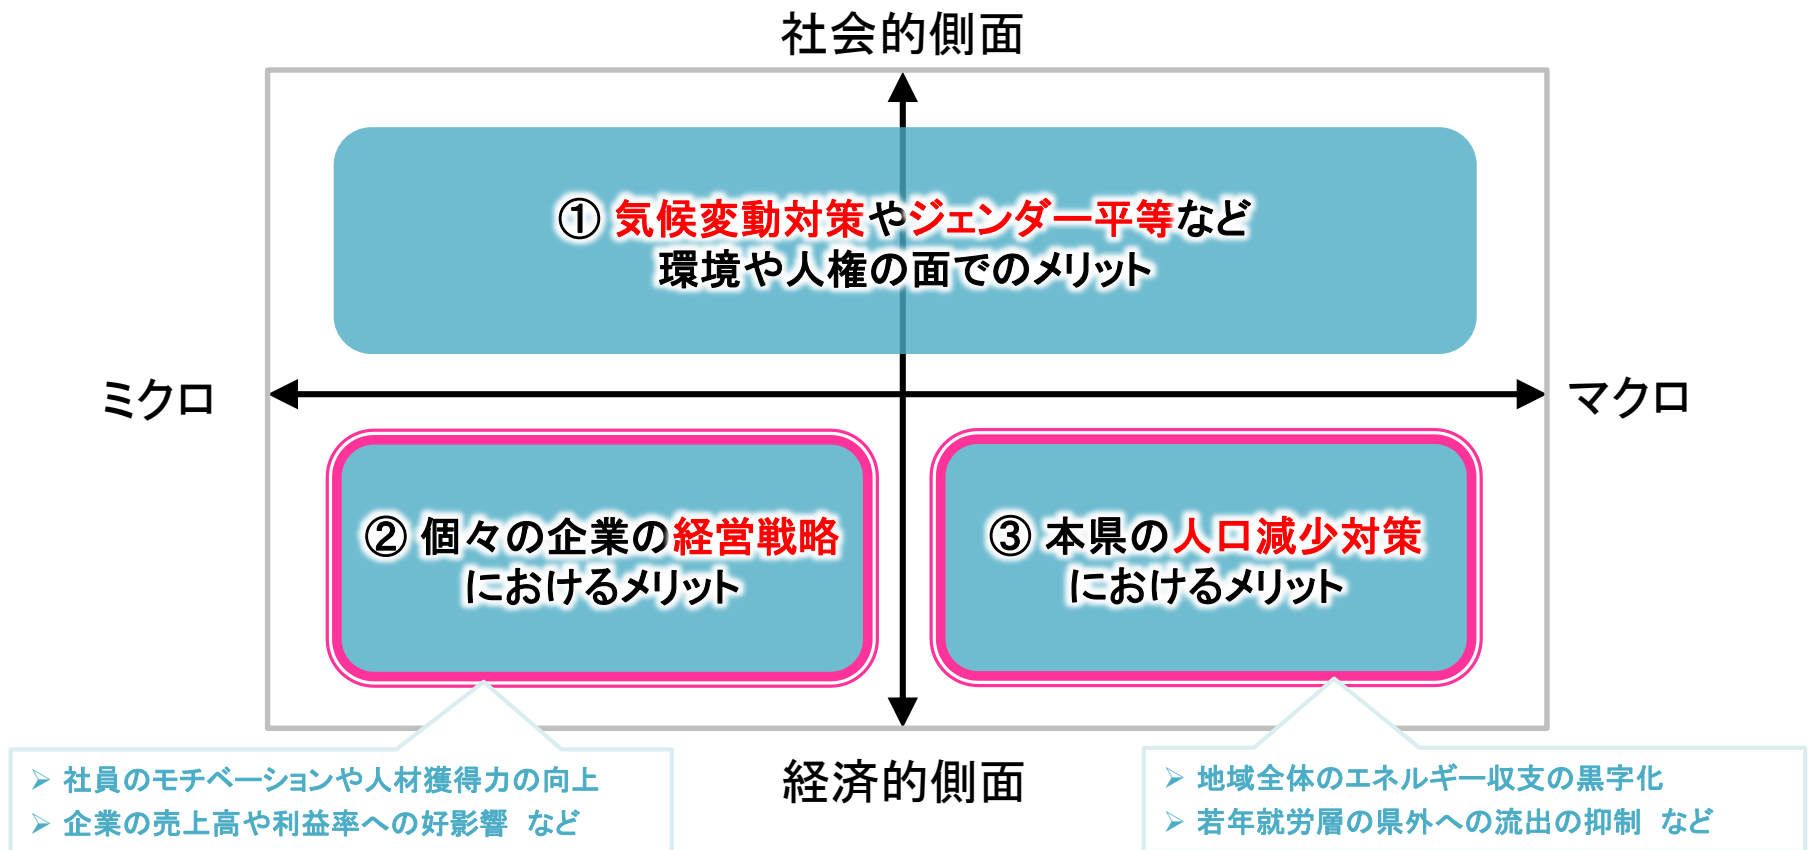 社会的側面
① 気候変動対策やジェンダー平等など
環境や人権の面でのメリット
ミクロ
マクロ
② 個々の企業の経営戦略
におけるメリット
③ 本県の人口減少対策
におけるメリット
経済的側面
➢ 社員のモチベーションや人材獲得力の向上
➢ 企業の売上高や利益率への好影響 など
➢ 地域全体のエネルギー収支の黒字化
➢ 若年就労層の県外への流出の抑制 など